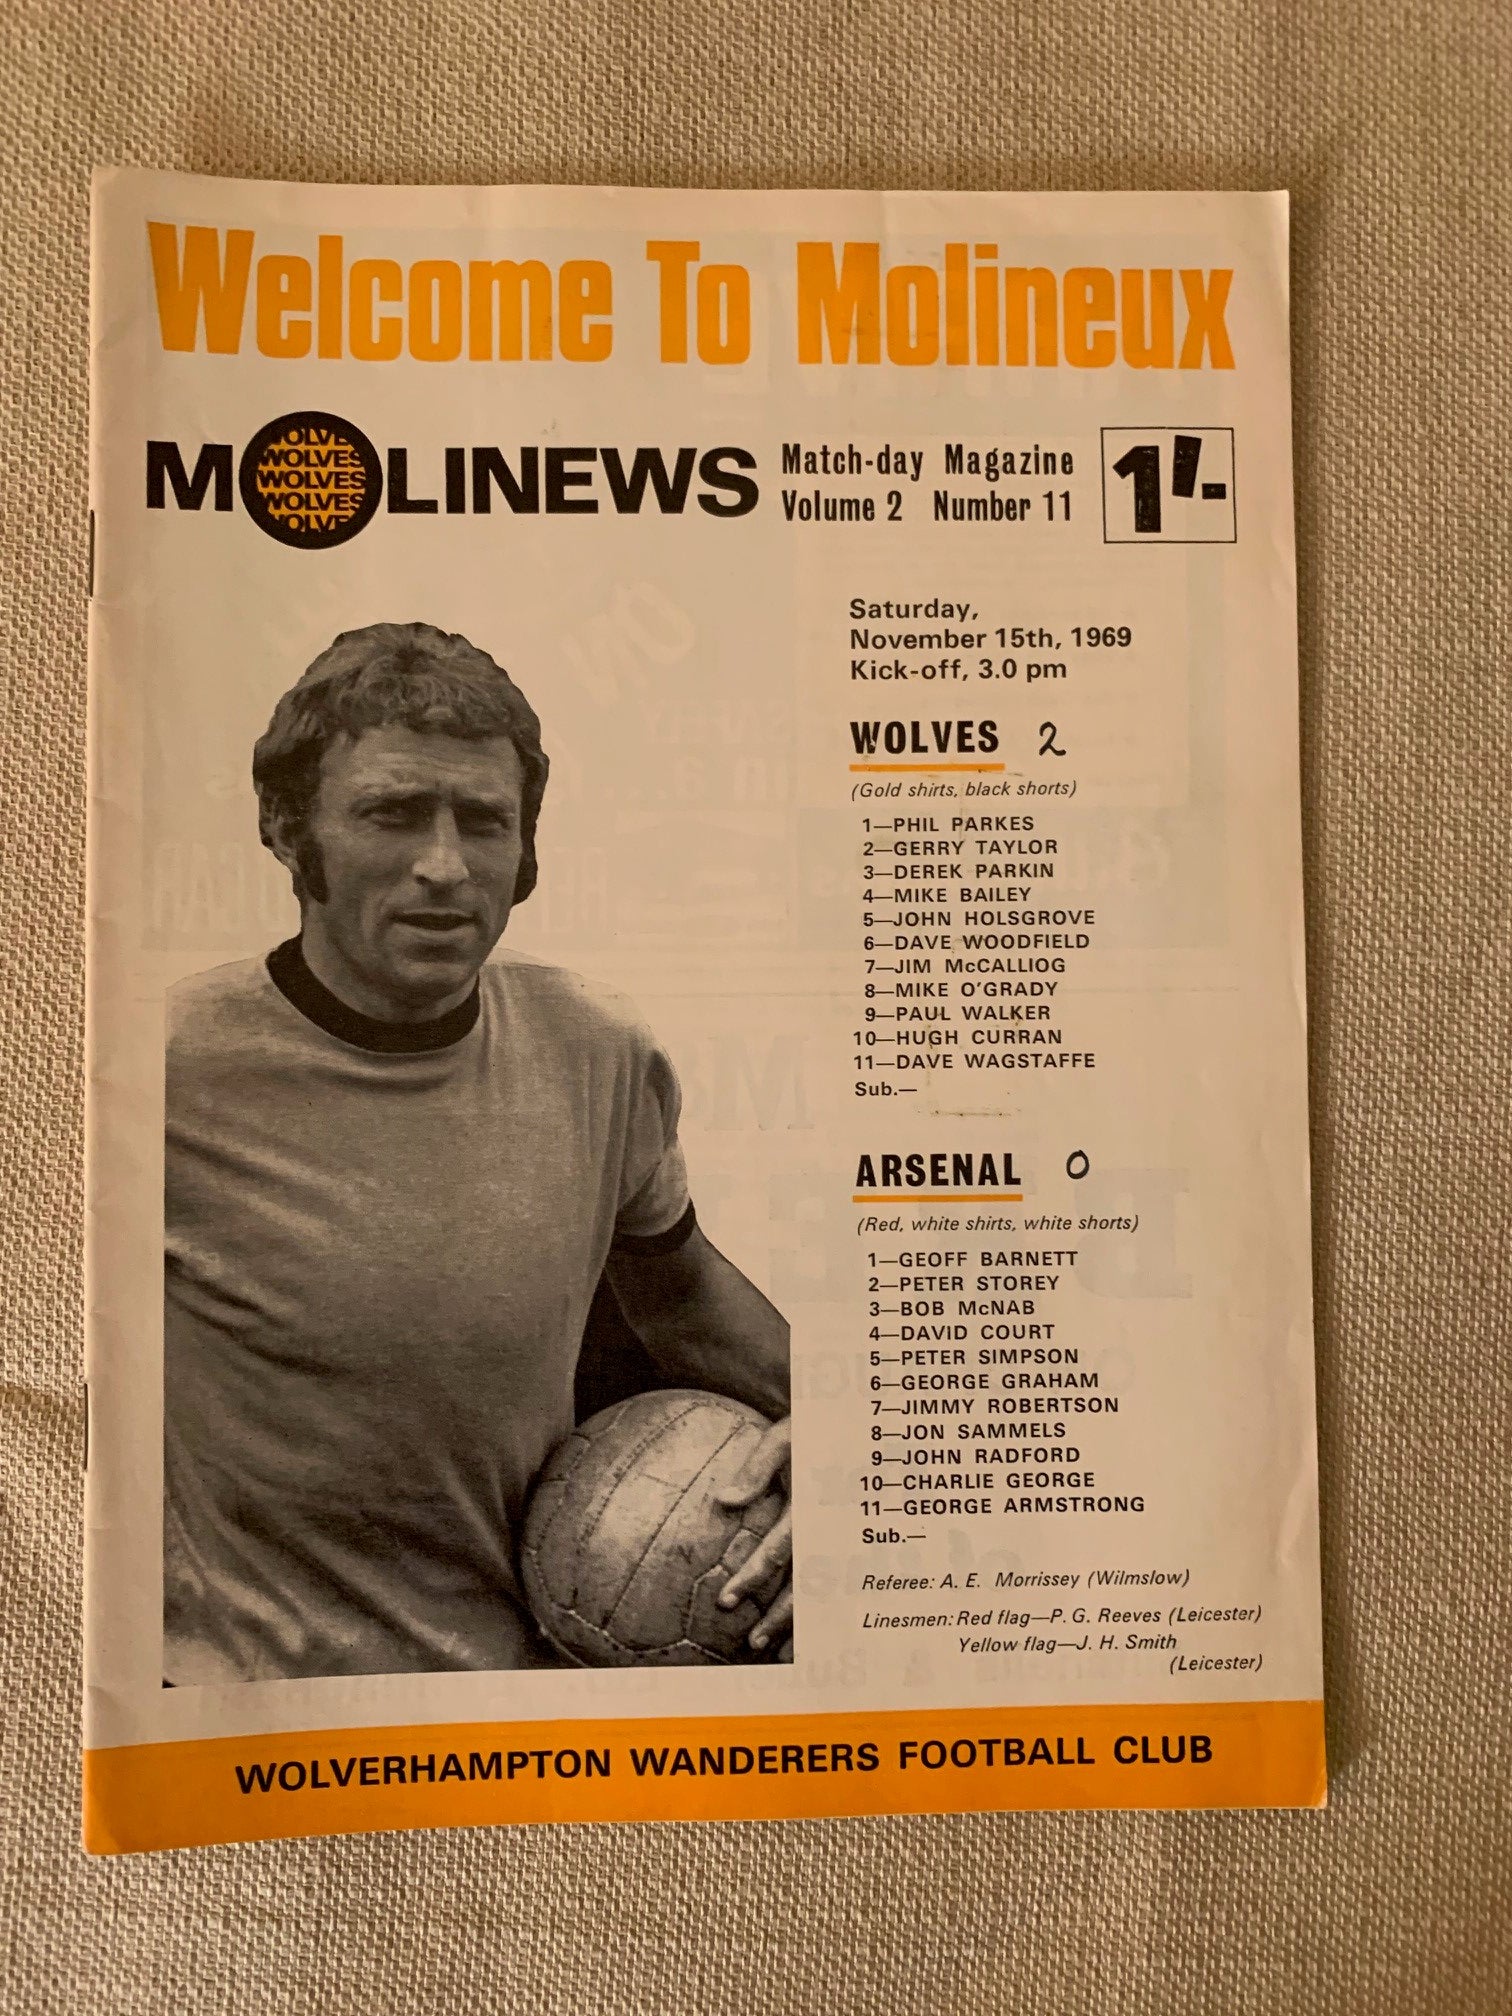 Welcome To Molineux
MOLINEWS
WOLVES
WOLVES
WOLVES
WOLVES
WOLVE
Match-day Magazine
Volume 2 Number 11
1/-
Saturday,
November 15th, 1969
Kick-off, 3.0 pm
WOLVES 2
(Gold shirts, black shorts)
1—PHIL PARKES
2—GERRY TAYLOR
3—DEREK PARKIN
4—MIKE BAILEY
5—JOHN HOLSGROVE
6—DAVE WOODFIELD
7—JIM McCALLIOG
8—MIKE O'GRADY
9—PAUL WALKER
10—HUGH CURRAN
11—DAVE WAGSTAFFE
Sub.—
ARSENAL 0
(Red, white shirts, white shorts)
1—GEOFF BARNETT
2—PETER STOREY
3—BOB McNAB
4—DAVID COURT
5—PETER SIMPSON
6—GEORGE GRAHAM
7—JIMMY ROBERTSON
8—JON SAMMELS
9—JOHN RADFORD
10—CHARLIE GEORGE
11—GEORGE ARMSTRONG
Sub.—
Referee: A. E. Morrissey (Wilmslow)
Linesmen: Red flag—P. G. Reeves (Leicester)
Yellow flag—J. H. Smith
(Leicester)
WOLVERHAMPTON WANDERERS FOOTBALL CLUB